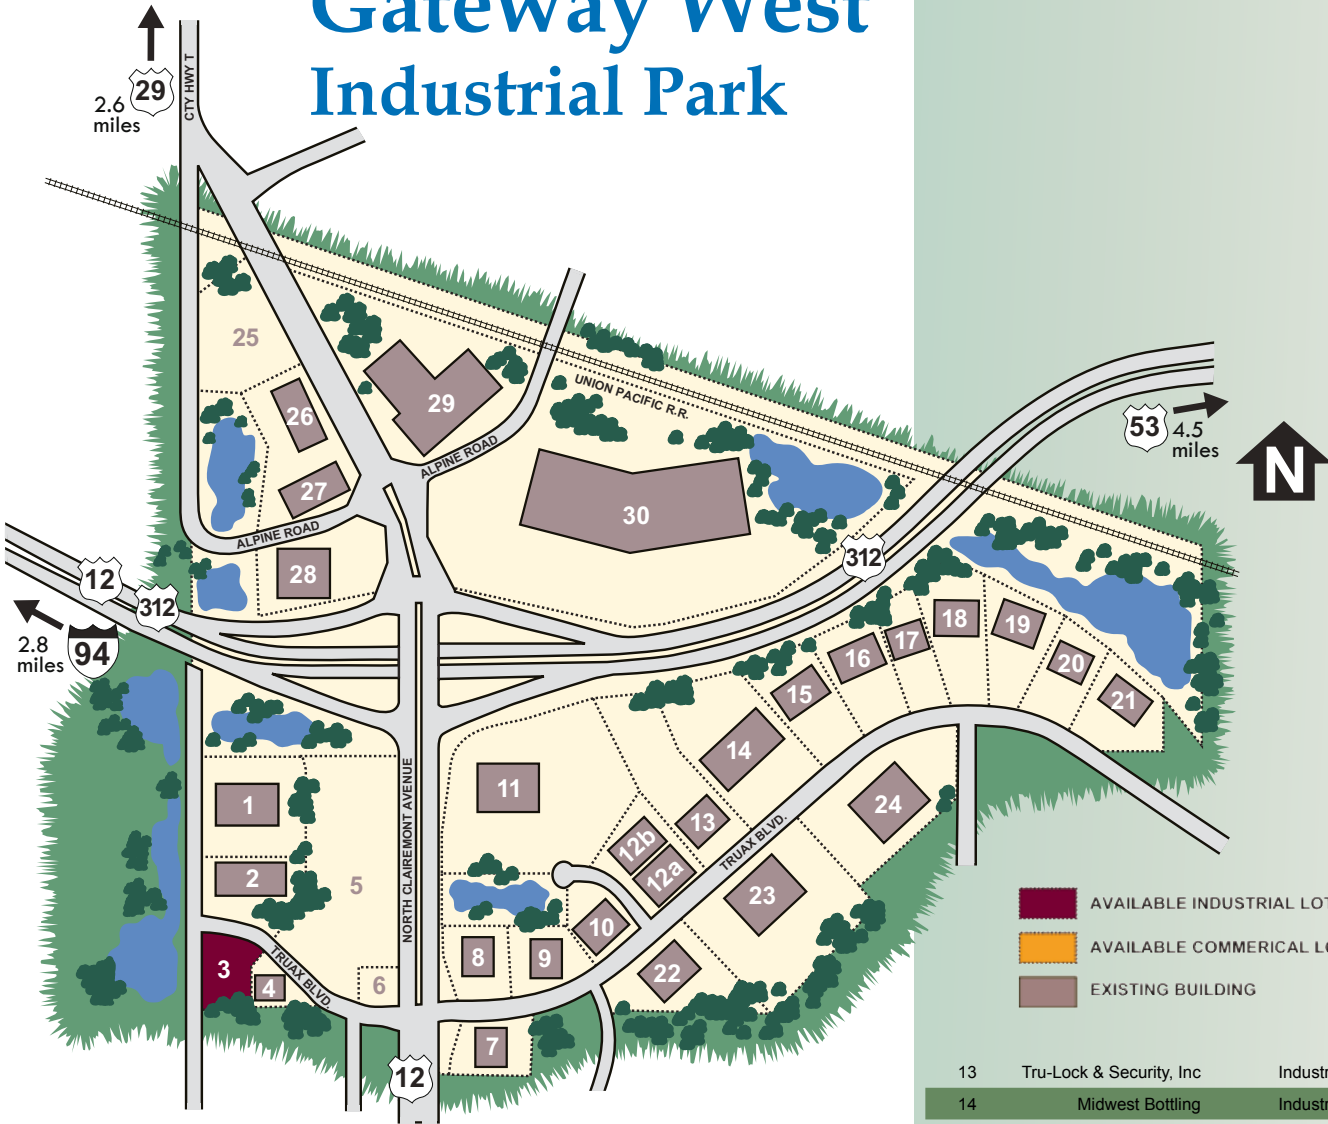 Gateway West
Industrial Park
29
2.6
miles
CTY HWY T
25
26
27
28
29
30
ALPINE ROAD
ALPINE ROAD
UNION PACIFIC R.R.
53
4.5
miles
N
12
312
312
2.8
miles
94
1
2
3
4
5
6
7
8
9
10
11
12b
12a
13
14
15
16
17
18
19
20
21
22
23
24
NORTH CLAIREMONT AVENUE
TRUAX BLVD.
TRUAX BLVD.
12
AVAILABLE INDUSTRIAL LOT
AVAILABLE COMMERICAL L
EXISTING BUILDING
13 Tru-Lock & Security, Inc Industr
14 Midwest Bottling Industr